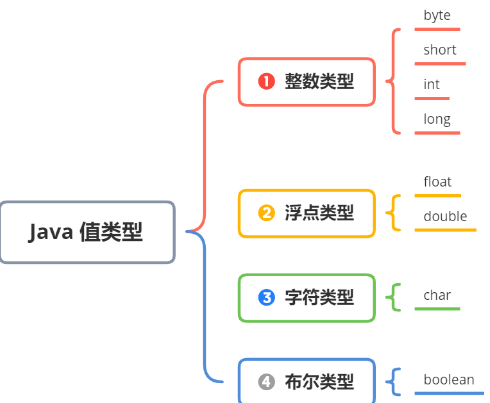 Java 值类型
❶ 整数类型
byte
short
int
long
❷ 浮点类型
float
double
❸ 字符类型
char
❹ 布尔类型
boolean